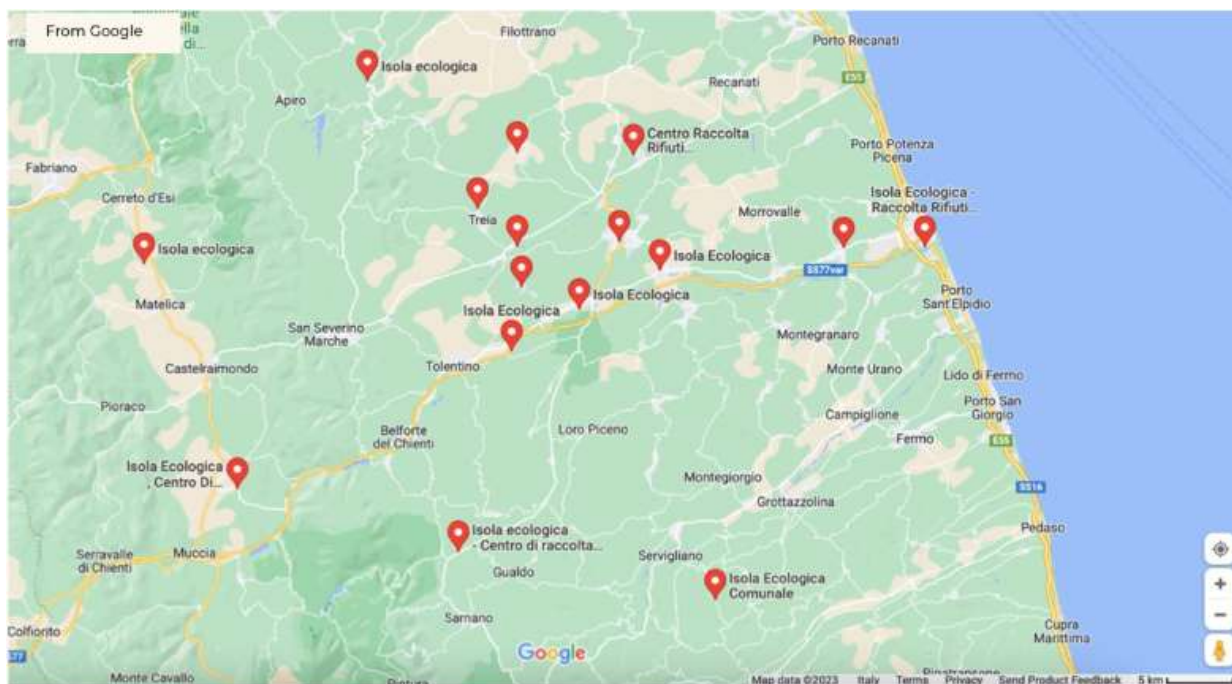 From Google
Filottrano
Porto Recanati
Isola ecologica
E55
Recanati
Apiro
Centro Raccolta
Rifiuti...
Porto Potenza
Picena
Fabriano
Cerreto d'Esi
Isola Ecologica -
Raccolta Rifiuti...
Treia
Morrovalle
Isola ecologica
Isola Ecologica
SS77var
Matelica
Isola Ecologica
Isola Ecologica
Porto
Sant'Elpidio
San Severino
Marche
Montegranaro
Castelraimondo
Tolentino
Monte Urano
Lido di Fermo
Pioraco
Porto San
Giorgio
Campiglione
Belforte
del Chienti
Loro Piceno
Fermo
E55
Isola Ecologica
, Centro Di...
Montegiorgio
Grottazzolina
SS16
Isola ecologica
- Centro di raccolta...
Pedaso
Serravalle
di Chienti
Muccia
Servigliano
Gualdo
Isola Ecologica
Comunale
Sarnano
Colfiorito
Cupra
Marittima
Google
SS77
Monte Cavallo
Map data ©2023 Italy Terms Privacy Send Product Feedback 5 km